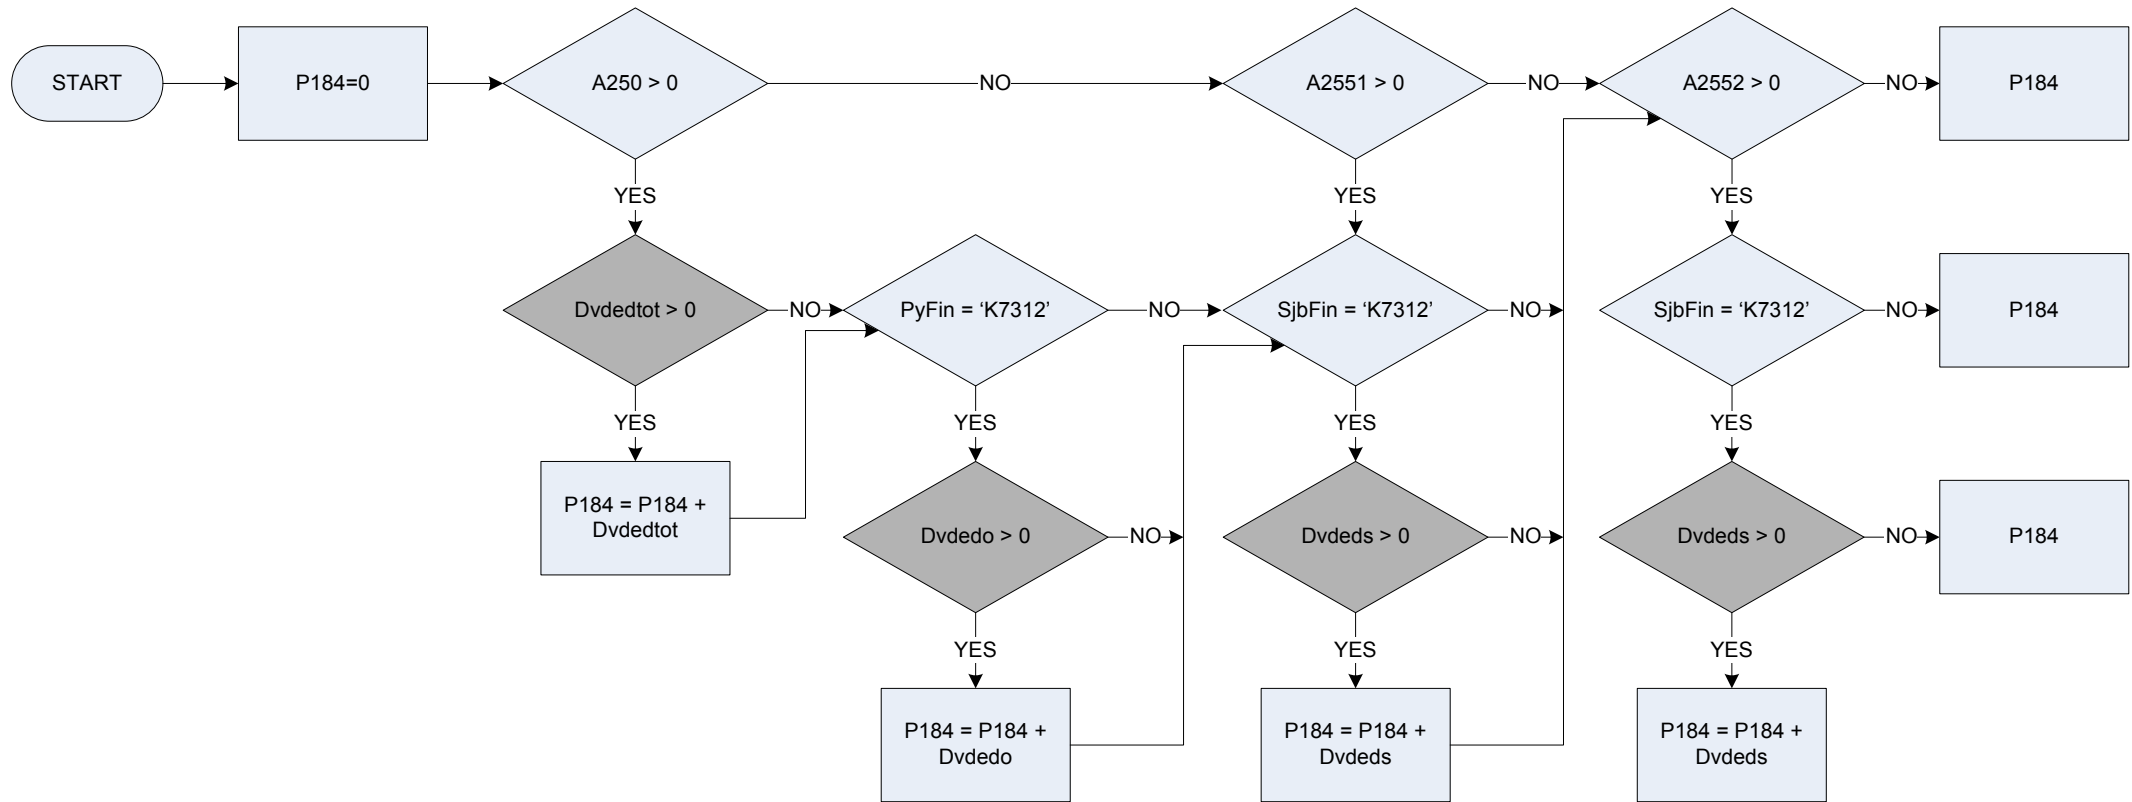 START
P184=0
A250 > 0
NO
A2551 > 0
NO
A2552 > 0
NO
P184
YES
YES
YES
Dvdedtot > 0
NO
PyFin = ‘K7312’
NO
SjbFin = ‘K7312’
NO
SjbFin = ‘K7312’
NO
P184
YES
YES
YES
YES
P184 = P184 +
Dvdedtot
Dvdedo > 0
NO
Dvdeds > 0
NO
Dvdeds > 0
NO
P184
YES
YES
YES
P184 = P184 +
Dvdedo
P184 = P184 +
Dvdeds
P184 = P184 +
Dvdeds